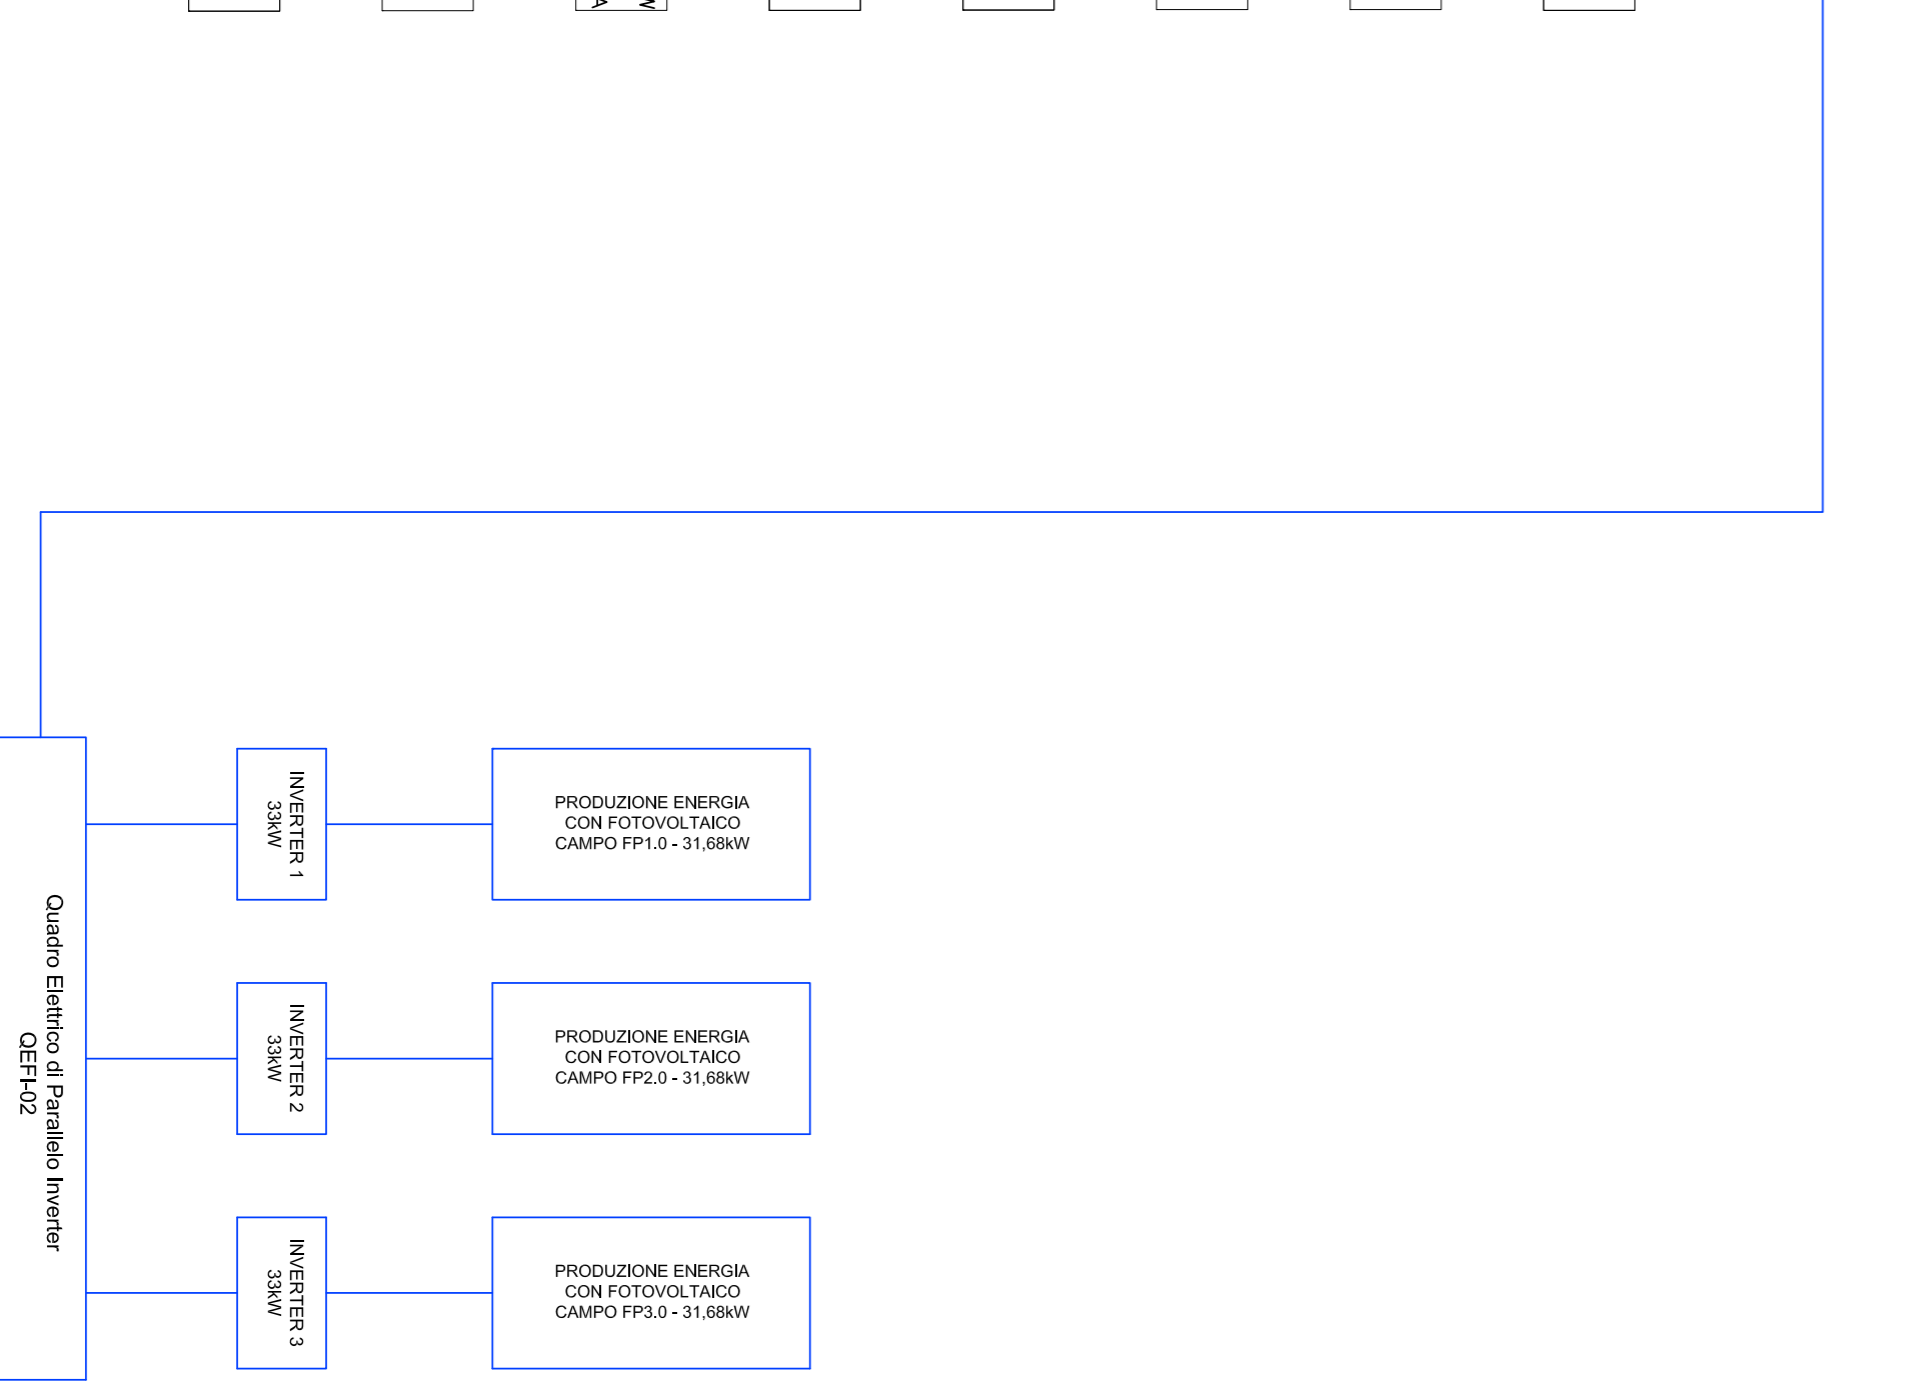 W
A
INVERTER 1
33kW
PRODUZIONE ENERGIA
CON FOTOVOLTAICO
CAMPO FP1.0 - 31,68kW
Quadro Elettrico di Parallelo Inverter
QEFI-02
INVERTER 2
33kW
PRODUZIONE ENERGIA
CON FOTOVOLTAICO
CAMPO FP2.0 - 31,68kW
INVERTER 3
33kW
PRODUZIONE ENERGIA
CON FOTOVOLTAICO
CAMPO FP3.0 - 31,68kW